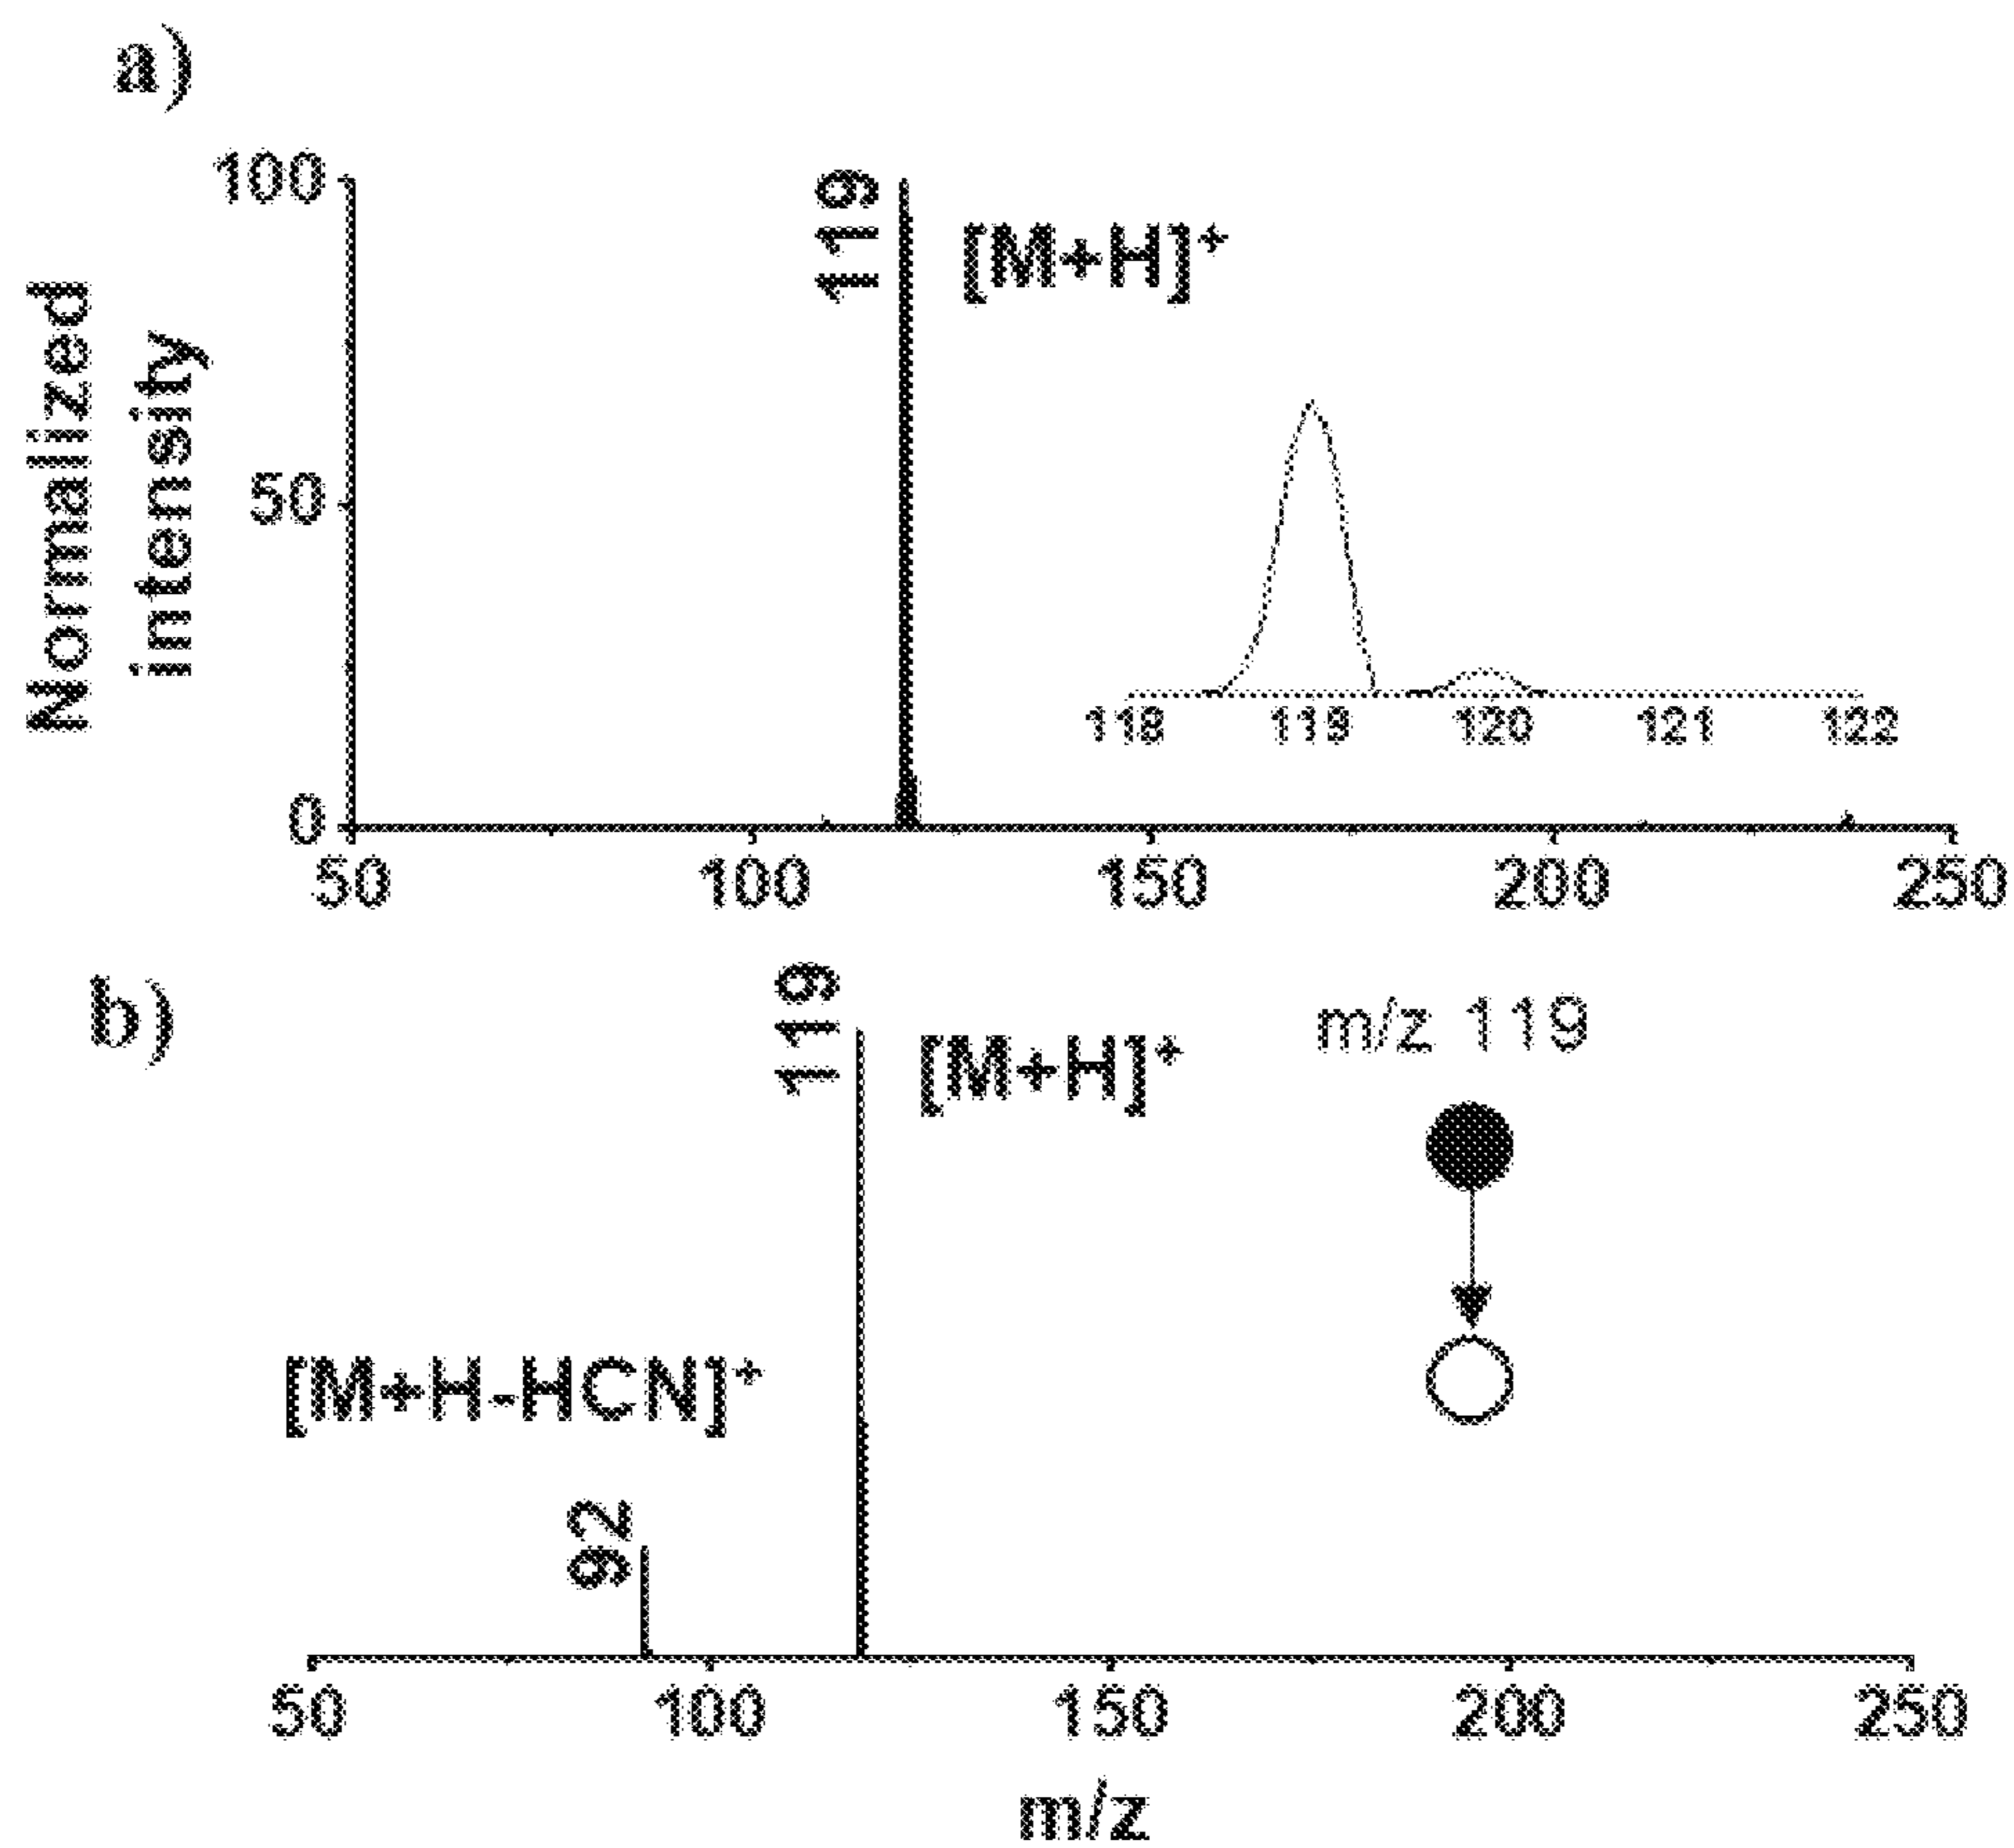 a)
Normalized
intensity
100
50
0
119
[M+H]⁺
118 119 120 121 122
50 100 150 200 250
b)
119
[M+H]⁺
m/z 119
[M+H-HCN]⁺
92
50 100 150 200 250
m/z